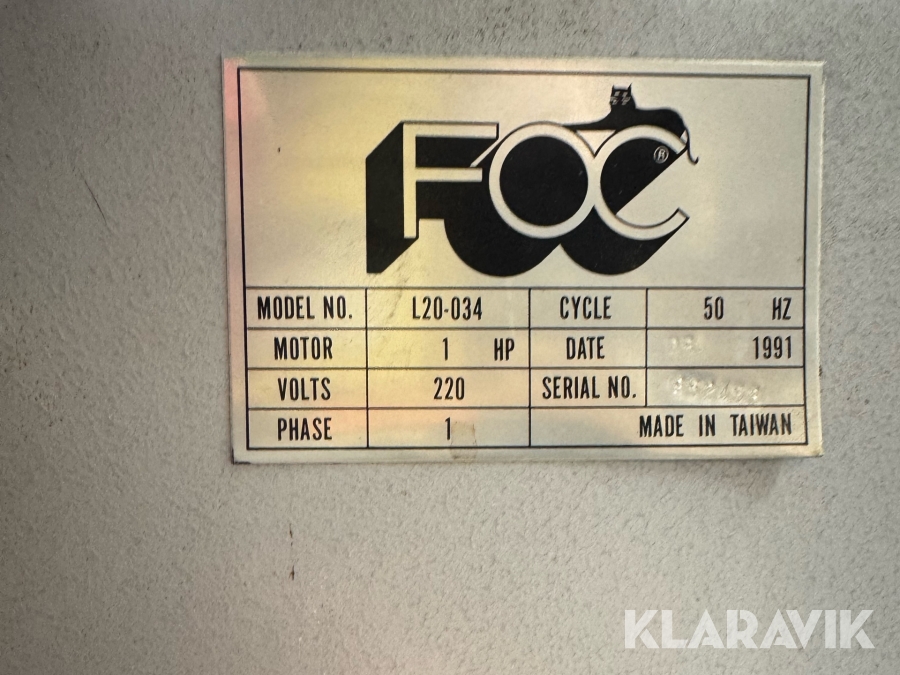 FOC ®
MODEL NO. L20-034 CYCLE 50 HZ
MOTOR 1 HP DATE 1991
VOLTS 220 SERIAL NO.
PHASE 1 MADE IN TAIWAN
KLARAVIK